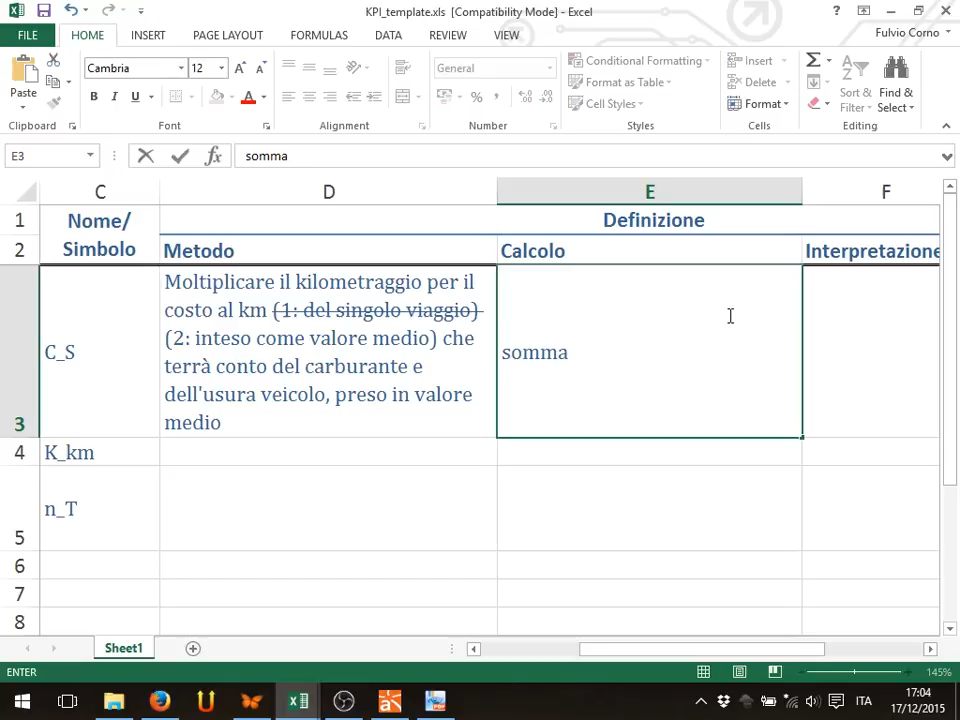 KPI_template.xls [Compatibility Mode] - Excel
?
FILE
HOME
INSERT
PAGE LAYOUT
FORMULAS
DATA
REVIEW
VIEW
Fulvio Corno
Paste
Cambria
12
General
Conditional Formatting
Format as Table
Cell Styles
Insert
Delete
Format
Sort &
Filter
Find &
Select
Clipboard
Font
Alignment
Number
Styles
Cells
Editing
E3
fx
somma
C
D
E
F
1
Nome/
Simbolo
Definizione
2
Metodo
Calcolo
Interpretazione
3
C_S
Moltiplicare il kilometraggio per il
costo al km (1: del singolo viaggio)
(2: inteso come valore medio) che
terrà conto del carburante e
dell'usura veicolo, preso in valore
medio
somma
4
K_km
5
n_T
6
7
8
Sheet1
ENTER
145%
ITA
17:04
17/12/2015